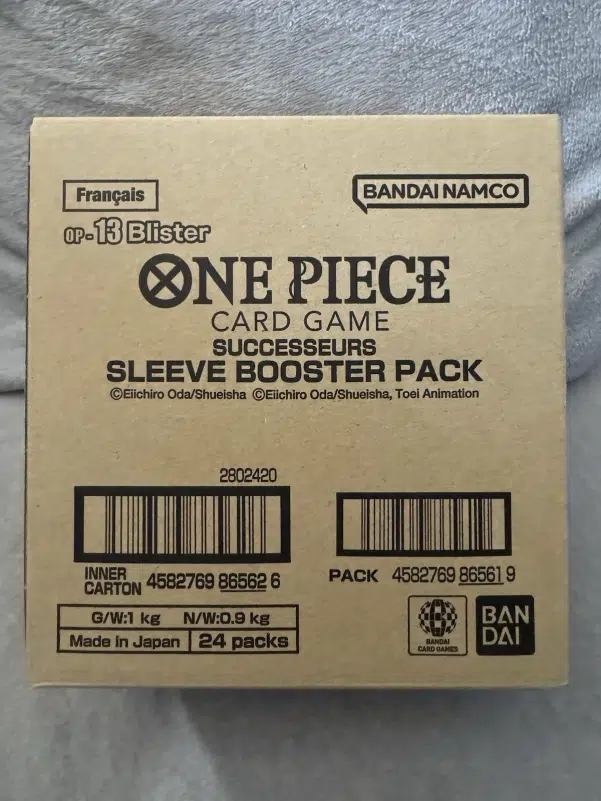 Français
BANDAI NAMCO
OP-13 Blister
ONE PIECE
CARD GAME
SUCCESSEURS
SLEEVE BOOSTER PACK
©Eiichiro Oda/Shueisha ©Eiichiro Oda/Shueisha, Toei Animation
2802420
INNER CARTON 4582769 86562 6
PACK 4582769 86561 9
G/W:1 kg N/W:0.9 kg
Made in Japan 24 packs
BANDAI CARD GAMES
BAN
DAI